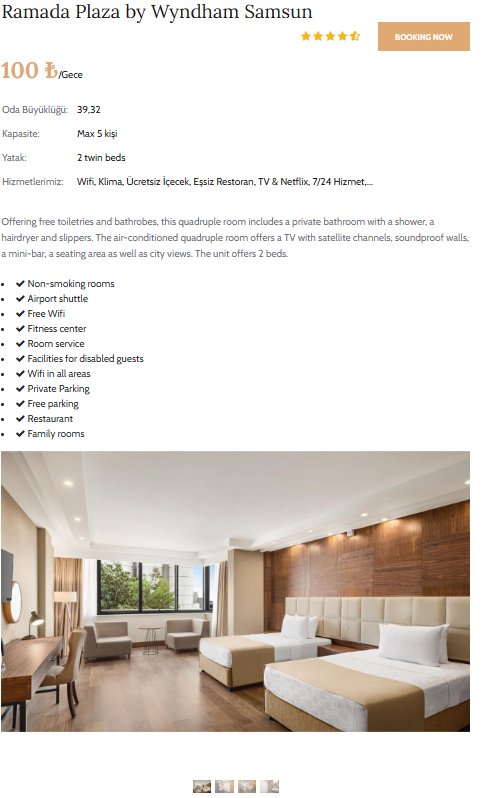 Ramada Plaza by Wyndham Samsun
BOOKING NOW
100 ₺/Gece
Oda Büyüklüğü: 39,32
Kapasite: Max 5 kişi
Yatak: 2 twin beds
Hizmetlerimiz: Wifi, Klima, Ücretsiz İçecek, Eşsiz Restoran, TV & Netflix, 7/24 Hizmet,...
Offering free toiletries and bathrobes, this quadruple room includes a private bathroom with a shower, a
hairdryer and slippers. The air-conditioned quadruple room offers a TV with satellite channels, soundproof walls,
a mini-bar, a seating area as well as city views. The unit offers 2 beds.
• ✔ Non-smoking rooms
• ✔ Airport shuttle
• ✔ Free Wifi
• ✔ Fitness center
• ✔ Room service
• ✔ Facilities for disabled guests
• ✔ Wifi in all areas
• ✔ Private Parking
• ✔ Free parking
• ✔ Restaurant
• ✔ Family rooms